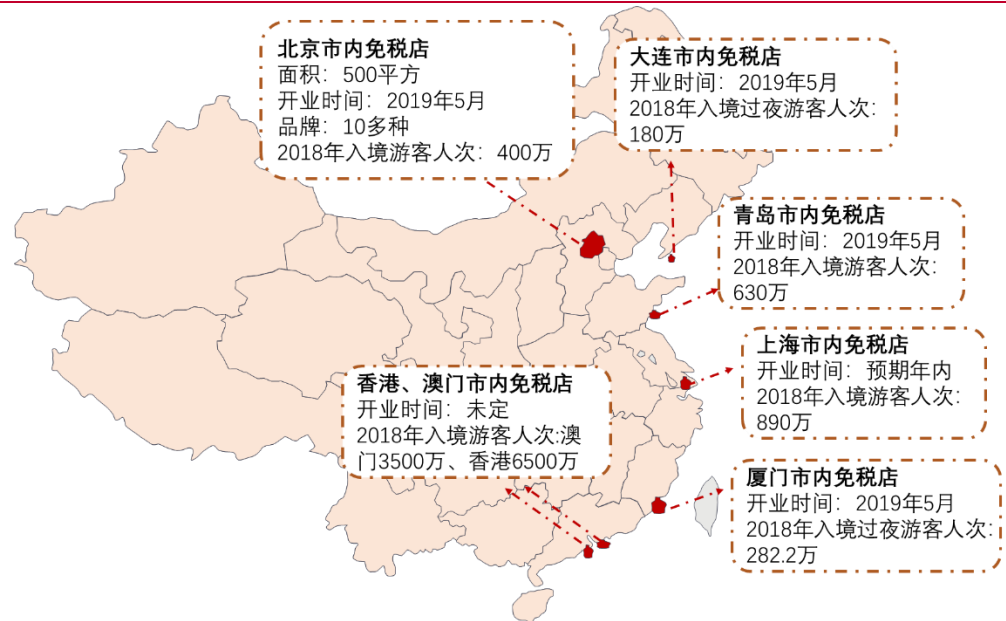 北京市内免税店
面积：500平方
开业时间：2019年5月
品牌：10多种
2018年入境游客人次：400万
大连市内免税店
开业时间：2019年5月
2018年入境过夜游客人次:
180万
青岛市内免税店
开业时间：2019年5月
2018年入境游客人次:
630万
上海市内免税店
开业时间：预期年内
2018年入境游客人次:
890万
香港、澳门市内免税店
开业时间：未定
2018年入境游客人次:澳
门3500万、香港6500万
厦门市内免税店
开业时间：2019年5月
2018年入境过夜游客人次:
282.2万